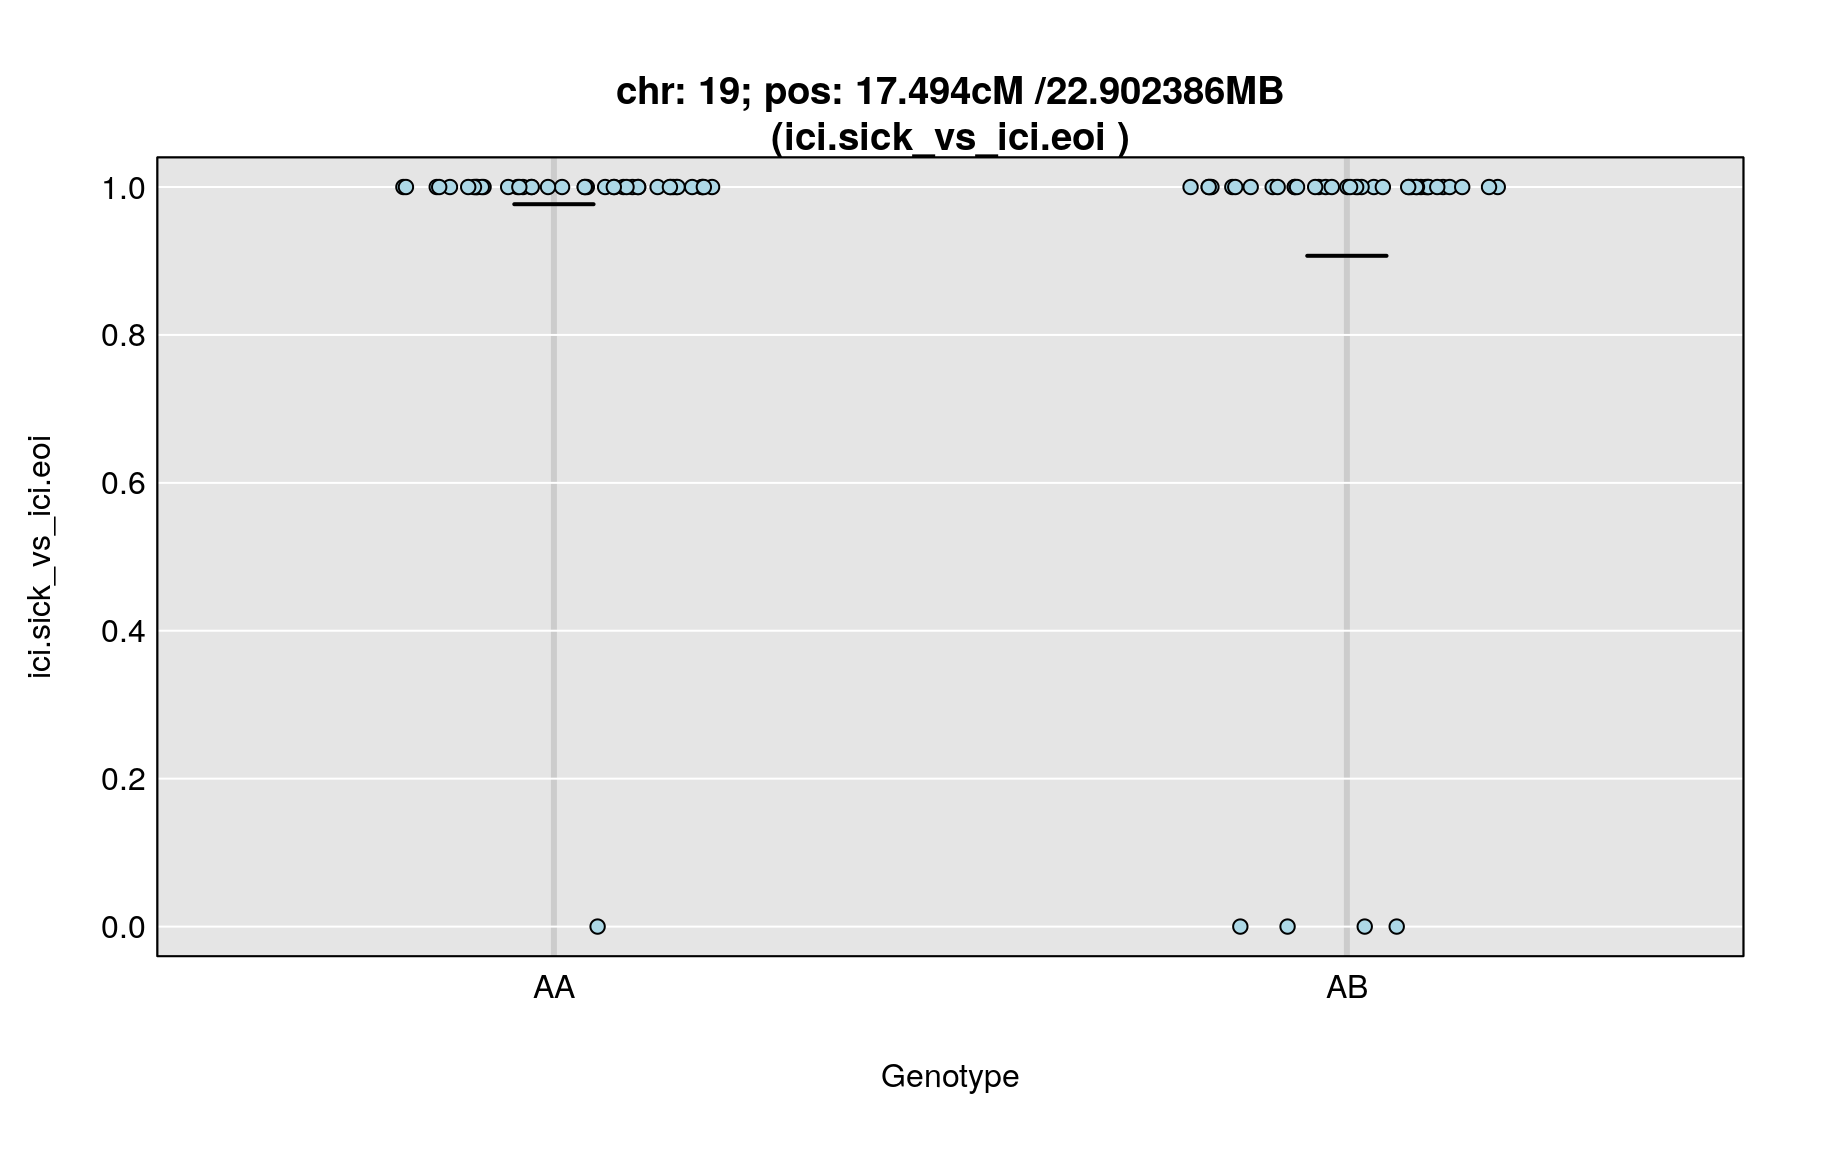 chr: 19; pos: 17.494cM /22.902386MB
(ici.sick_vs_ici.eoi )
ici.sick_vs_ici.eoi
1.0
0.8
0.6
0.4
0.2
0.0
AA AB
Genotype